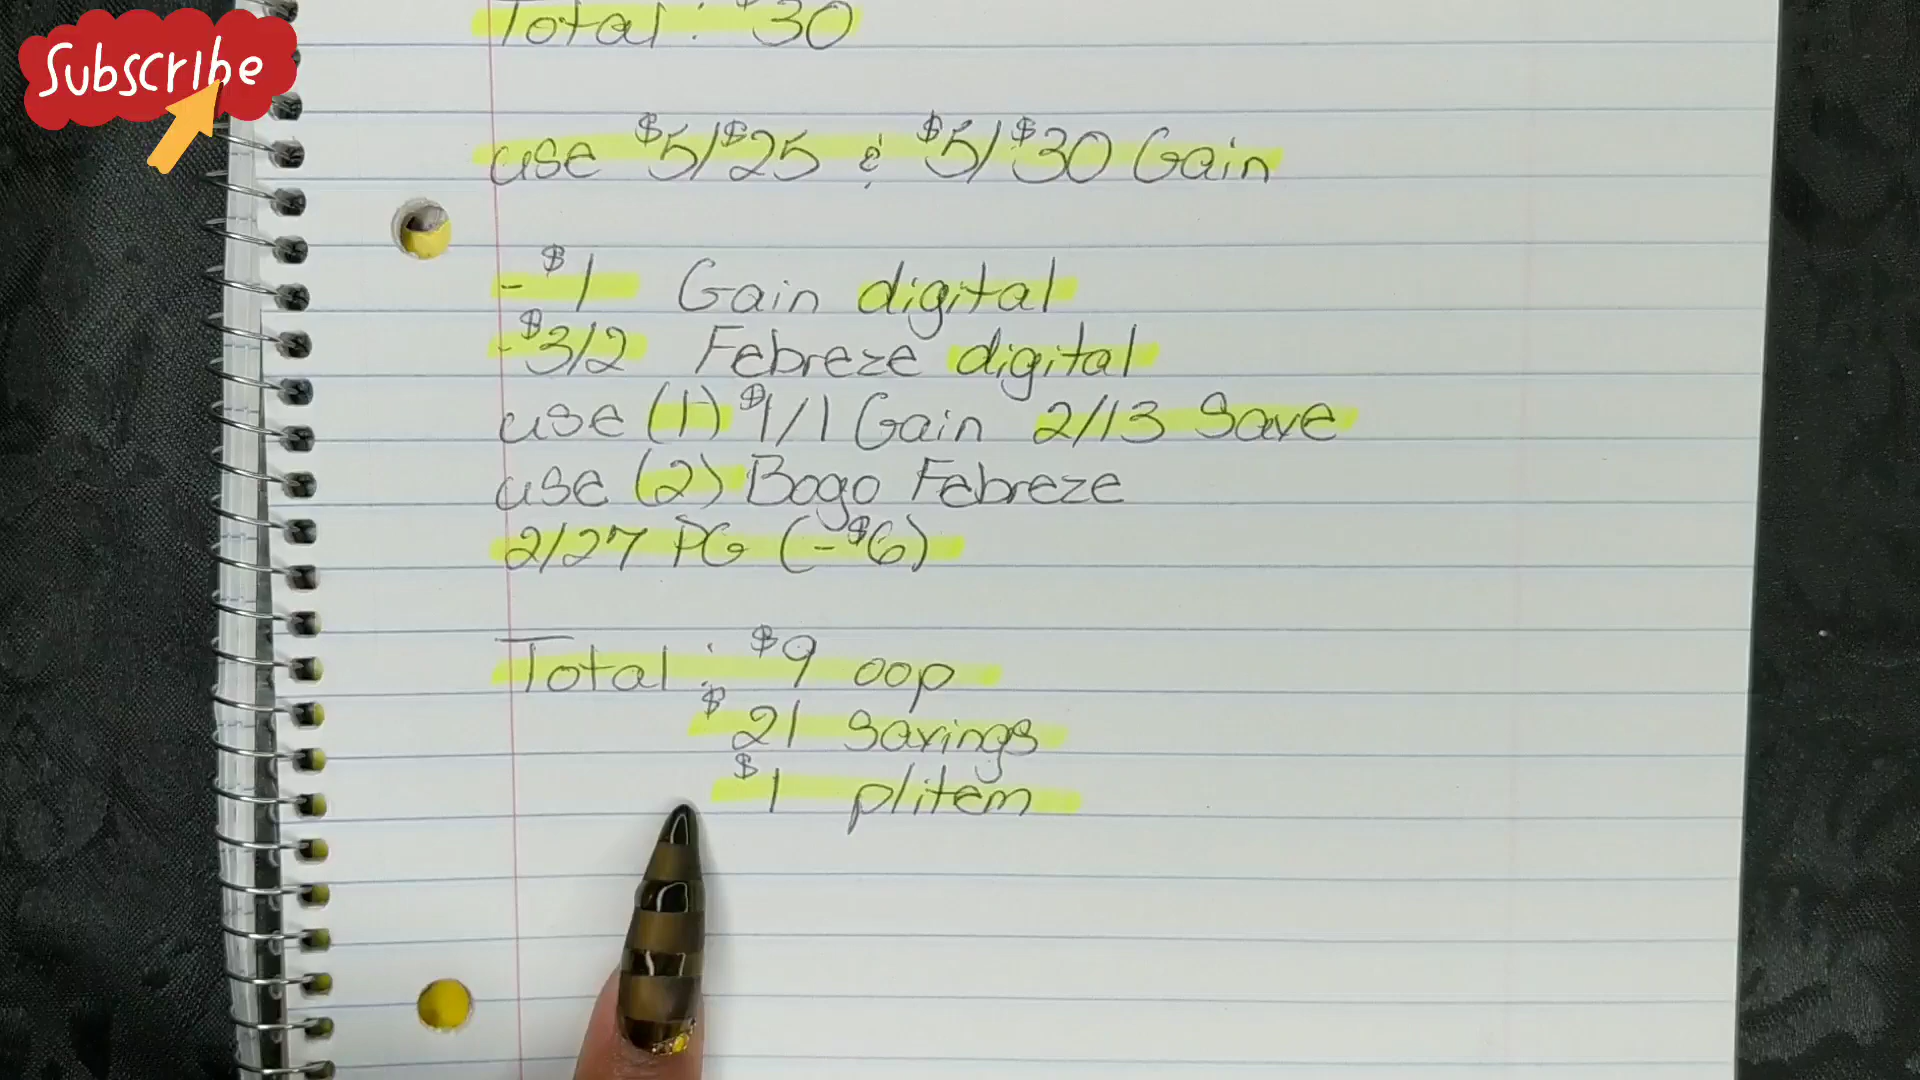 Subscribe
Total: $30
use $5/$25 & $5/$30 Gain
-$1 Gain digital
-$3/2 Febreze digital
use (1) $1/1 Gain 2/13 Save
use (2) Bogo Febreze
2/27 PG (-$6)
Total: $9 oop
$21 savings
$1 p/item